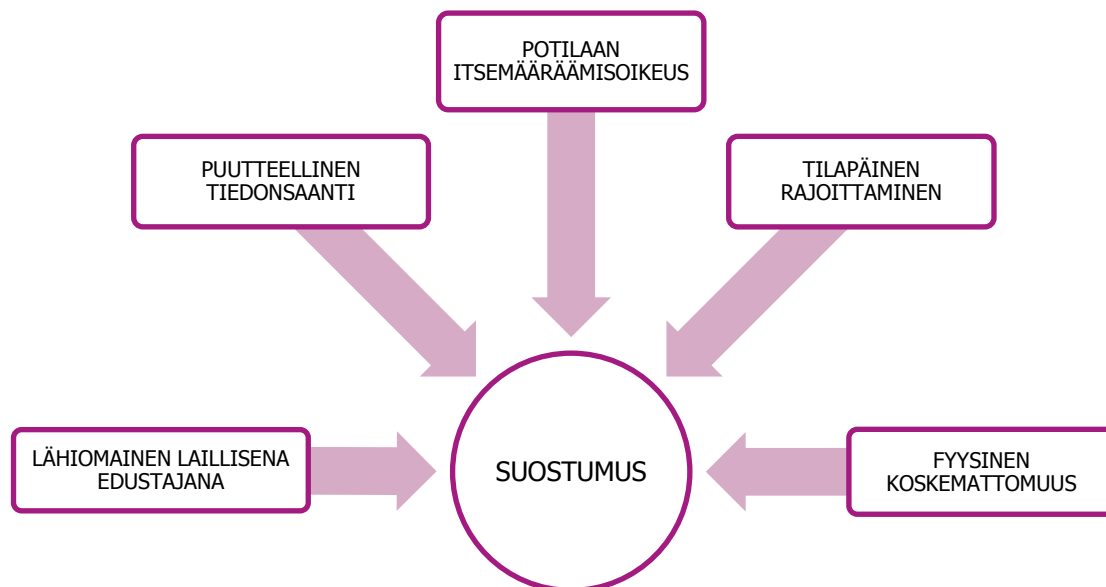 POTILAAN
ITSEMÄÄRÄÄMISOIKEUS
PUUTTEELLINEN
TIEDONSAANTI
TILAPÄINEN
RAJOITTAMINEN
LÄHIOMAINEN LAILLISENA
EDUSTAJANA
SUOSTUMUS
FYYSINEN
KOSKEMATTOMUUS